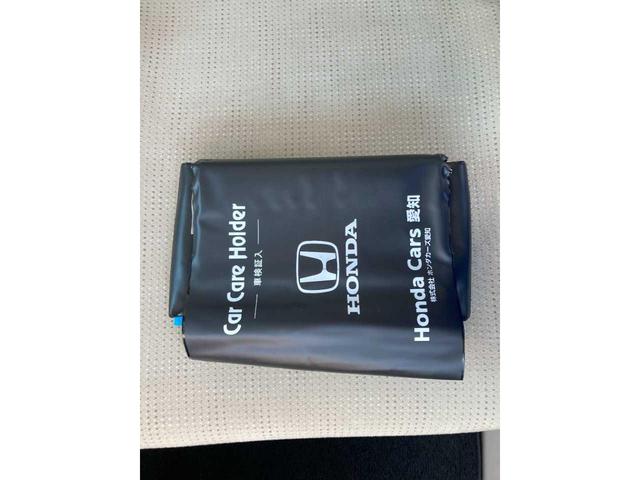 Car Care Holder
車検証入
HONDA
Honda Cars 愛知
株式会社 ホンダカーズ愛知